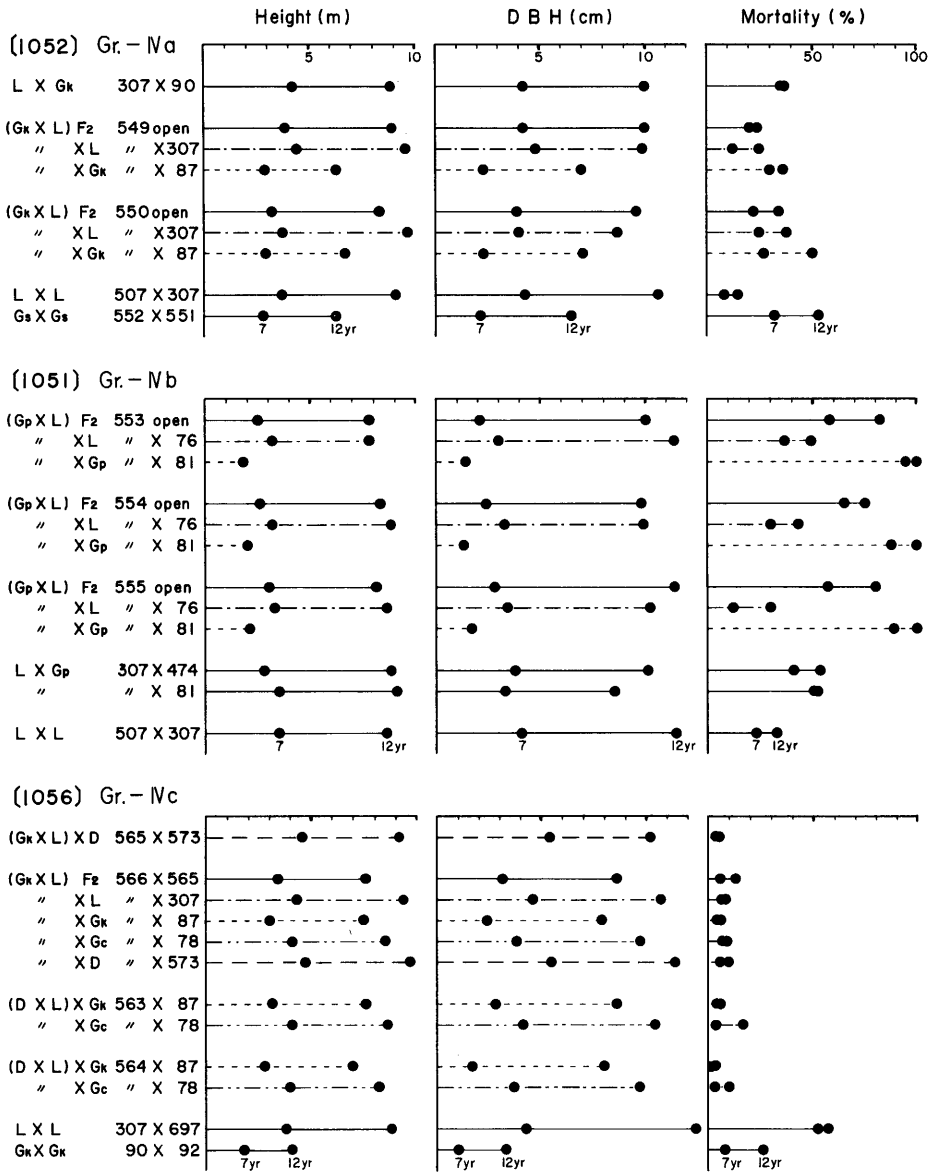 Height (m) D B H (cm) Mortality (%)
(1052) Gr.-IVa 5 5 10 50 100
L X Gk 307 X 90
(Gk X L) F2 549 open
〃 X L 〃 X 307
〃 X Gk 〃 X 87
(Gk X L) F2 550 open
〃 X L 〃 X 307
〃 X Gk 〃 X 87
L X L 507 X 307
Gs X Gs 552 X 551
7 12yr 7 12yr 7 12yr
(1051) Gr.-IVb
(Gp X L) F2 553 open
〃 X L 〃 X 76
〃 X Gp 〃 X 81
(Gp X L) F2 554 open
〃 X L 〃 X 76
〃 X Gp 〃 X 81
(Gp X L) F2 555 open
〃 X L 〃 X 76
〃 X Gp 〃 X 81
L X Gp 307 X 474
〃 〃 X 81
L X L 507 X 307
7 12yr 7 12yr 7 12yr
(1056) Gr.-IVc
(Gk X L) X D 565 X 573
(Gk X L) F2 566 X 565
〃 X L 〃 X 307
〃 X Gk 〃 X 87
〃 X Gc 〃 X 78
〃 X D 〃 X 573
(D X L) X Gk 563 X 87
〃 X Gc 〃 X 78
(D X L) X Gk 564 X 87
〃 X Gc 〃 X 78
L X L 307 X 697
Gk X Gk 90 X 92
7yr 12yr 7yr 12yr 7yr 12yr